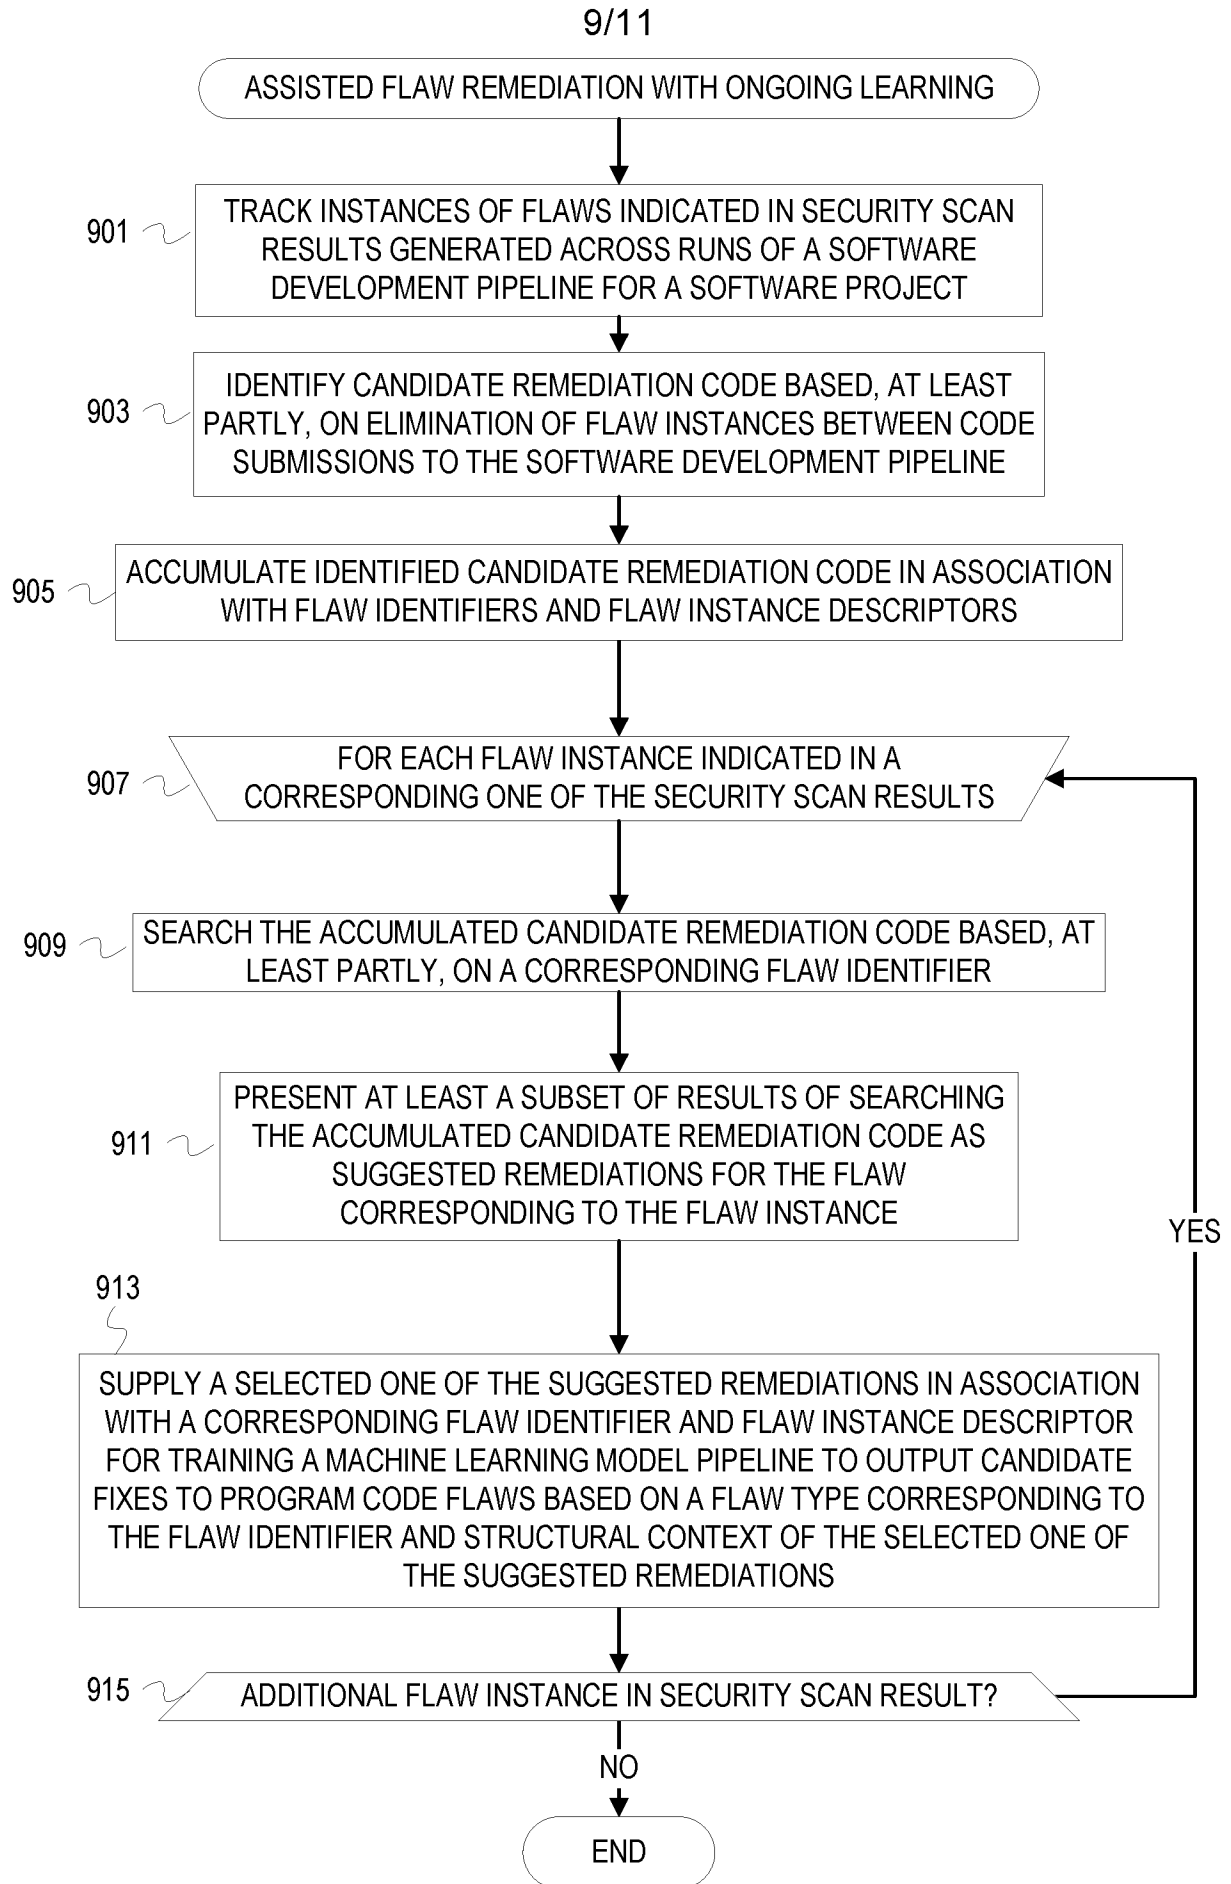 9/11
ASSISTED FLAW REMEDIATION WITH ONGOING LEARNING
901
TRACK INSTANCES OF FLAWS INDICATED IN SECURITY SCAN
RESULTS GENERATED ACROSS RUNS OF A SOFTWARE
DEVELOPMENT PIPELINE FOR A SOFTWARE PROJECT
903
IDENTIFY CANDIDATE REMEDIATION CODE BASED, AT LEAST
PARTLY, ON ELIMINATION OF FLAW INSTANCES BETWEEN CODE
SUBMISSIONS TO THE SOFTWARE DEVELOPMENT PIPELINE
905
ACCUMULATE IDENTIFIED CANDIDATE REMEDIATION CODE IN ASSOCIATION
WITH FLAW IDENTIFIERS AND FLAW INSTANCE DESCRIPTORS
907
FOR EACH FLAW INSTANCE INDICATED IN A
CORRESPONDING ONE OF THE SECURITY SCAN RESULTS
909
SEARCH THE ACCUMULATED CANDIDATE REMEDIATION CODE BASED, AT
LEAST PARTLY, ON A CORRESPONDING FLAW IDENTIFIER
911
PRESENT AT LEAST A SUBSET OF RESULTS OF SEARCHING
THE ACCUMULATED CANDIDATE REMEDIATION CODE AS
SUGGESTED REMEDIATIONS FOR THE FLAW
CORRESPONDING TO THE FLAW INSTANCE
YES
913
SUPPLY A SELECTED ONE OF THE SUGGESTED REMEDIATIONS IN ASSOCIATION
WITH A CORRESPONDING FLAW IDENTIFIER AND FLAW INSTANCE DESCRIPTOR
FOR TRAINING A MACHINE LEARNING MODEL PIPELINE TO OUTPUT CANDIDATE
FIXES TO PROGRAM CODE FLAWS BASED ON A FLAW TYPE CORRESPONDING TO
THE FLAW IDENTIFIER AND STRUCTURAL CONTEXT OF THE SELECTED ONE OF
THE SUGGESTED REMEDIATIONS
915
ADDITIONAL FLAW INSTANCE IN SECURITY SCAN RESULT?
NO
END